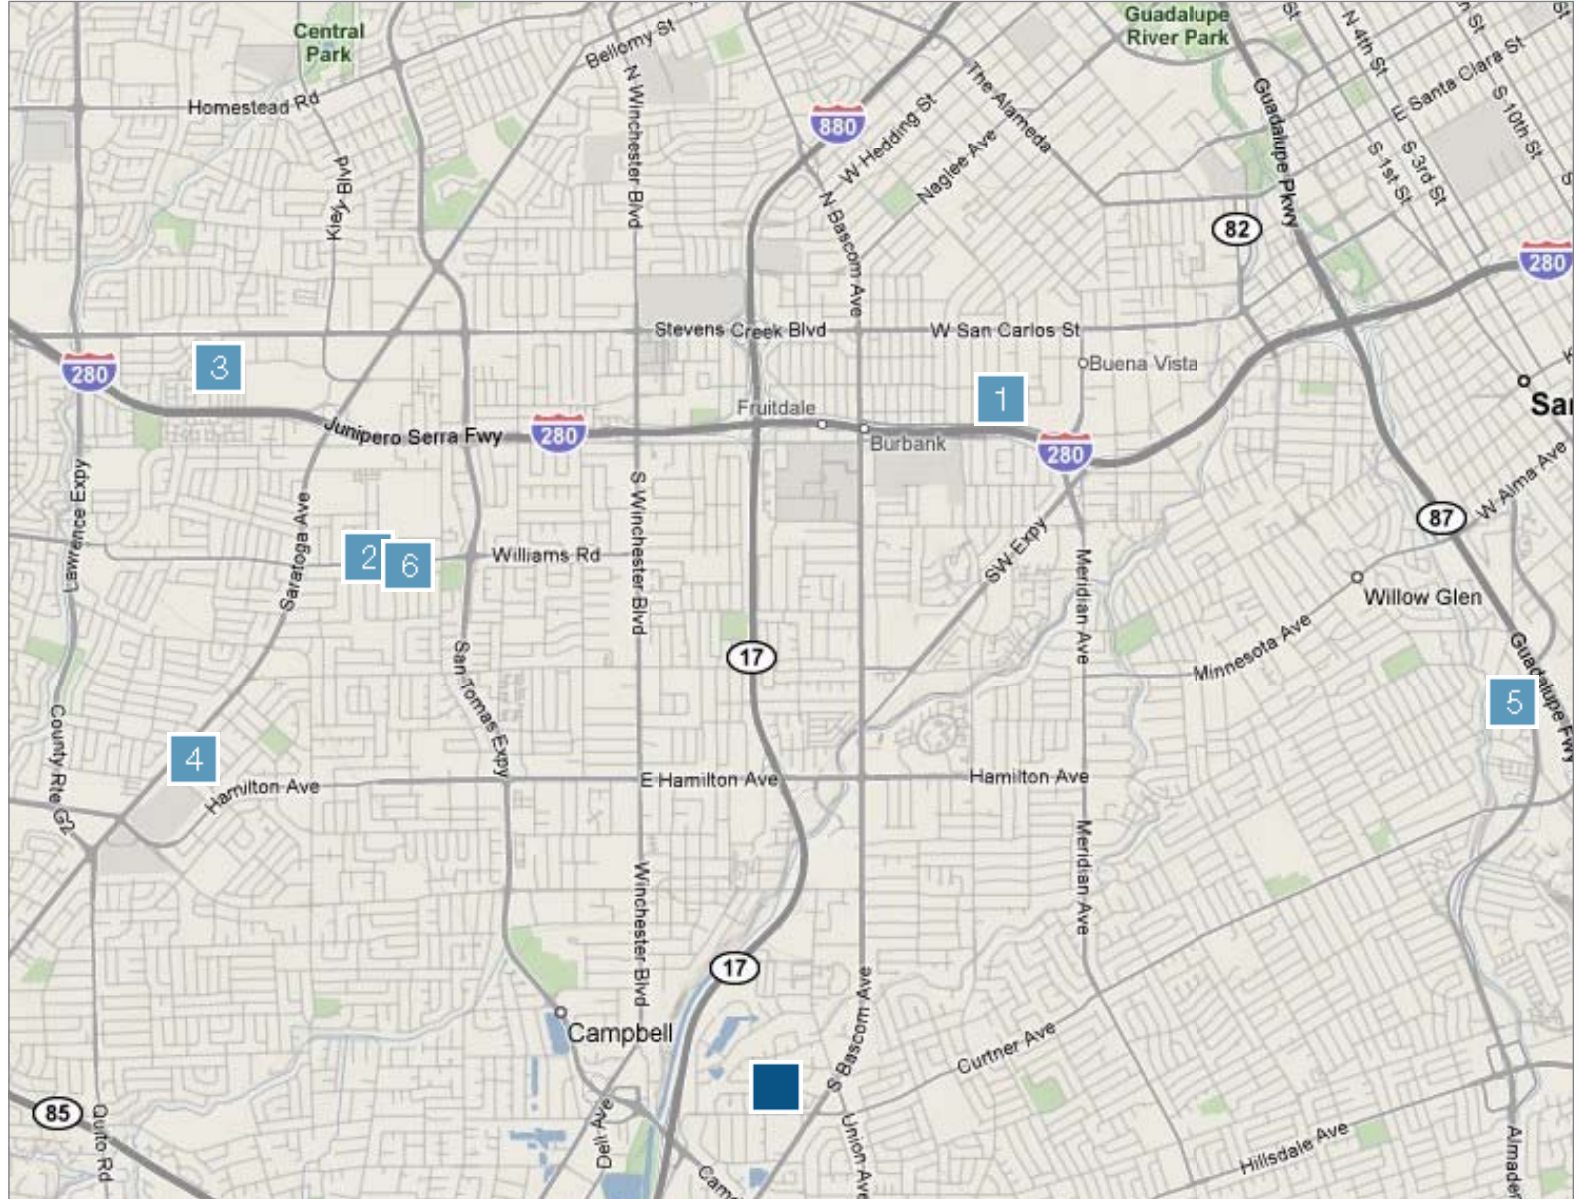 Central
Park
Guadalupe
River Park
Bellomy St
N 4th St
E Santa Clara St
S 10th St
Homestead Rd
N Winchester Blvd
880
The Alameda
W Hedding St
Naglee Ave
Guadalupe Pkwy
S 1st St
S 3rd St
Kiely Blvd
N Bascom Ave
82
280
Stevens Creek Blvd
W San Carlos St
3
280
Buena Vista
1
Fruitdale
Burbank
Junipero Serra Fwy
280
280
San
W Alma Ave
87
Lawrence Expy
Saratoga Ave
S Winchester Blvd
2
6
Williams Rd
SW Expy
Meridian Ave
Willow Glen
Minnesota Ave
17
San Tomas Expy
Guadalupe Fwy
5
County Rte G2
4
Hamilton Ave
E Hamilton Ave
Hamilton Ave
Winchester Blvd
Meridian Ave
17
S Bascom Ave
Campbell
Curtner Ave
85
Quito Rd
Dell Ave
Union Ave
Hillsdale Ave
Almade
Camd